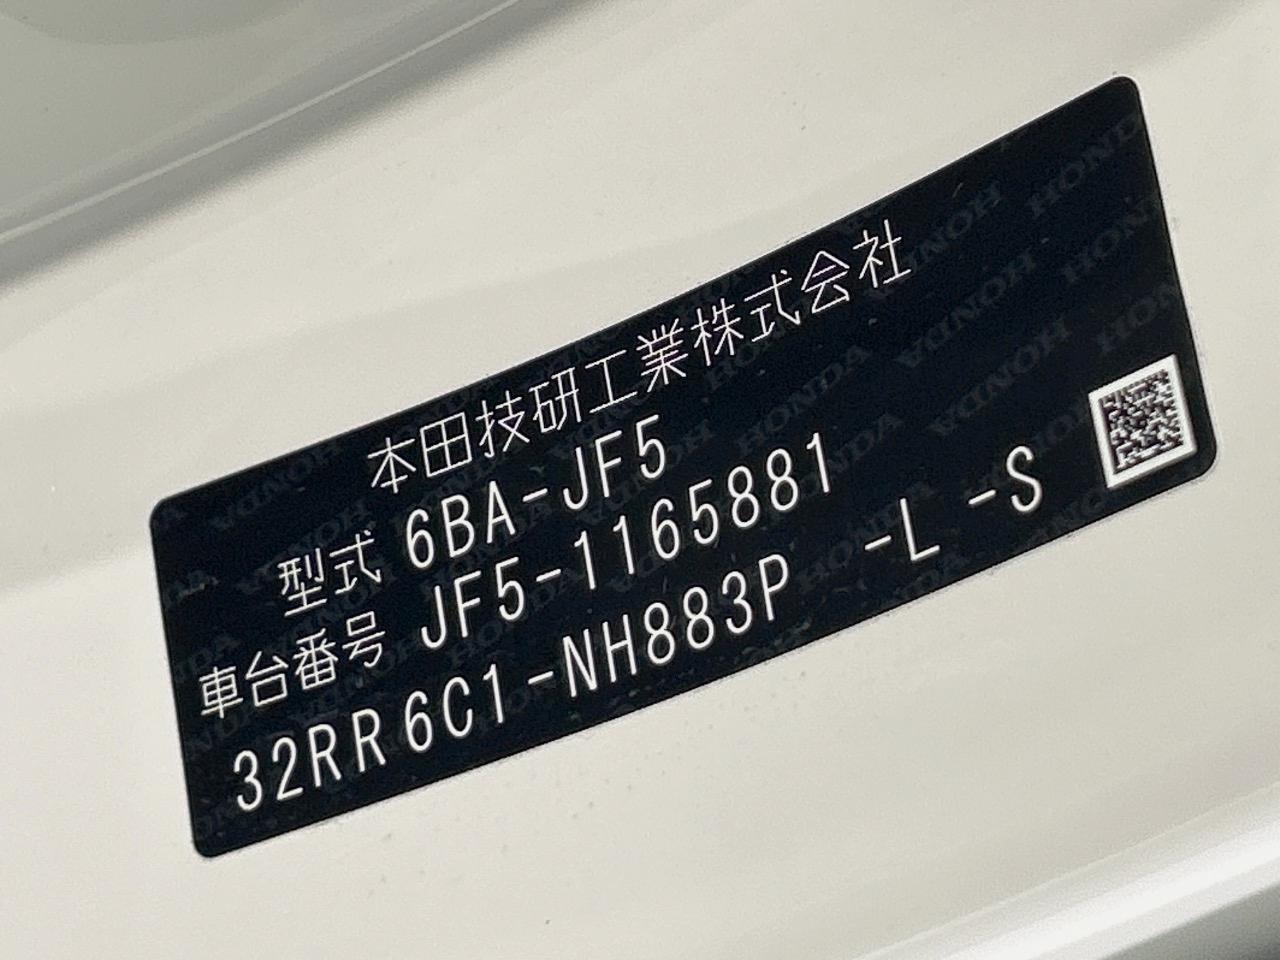 本田技研工業株式会社
型式 6BA-JF5
車台番号 JF5-1165881
32RR6C1-NH883P -L -S